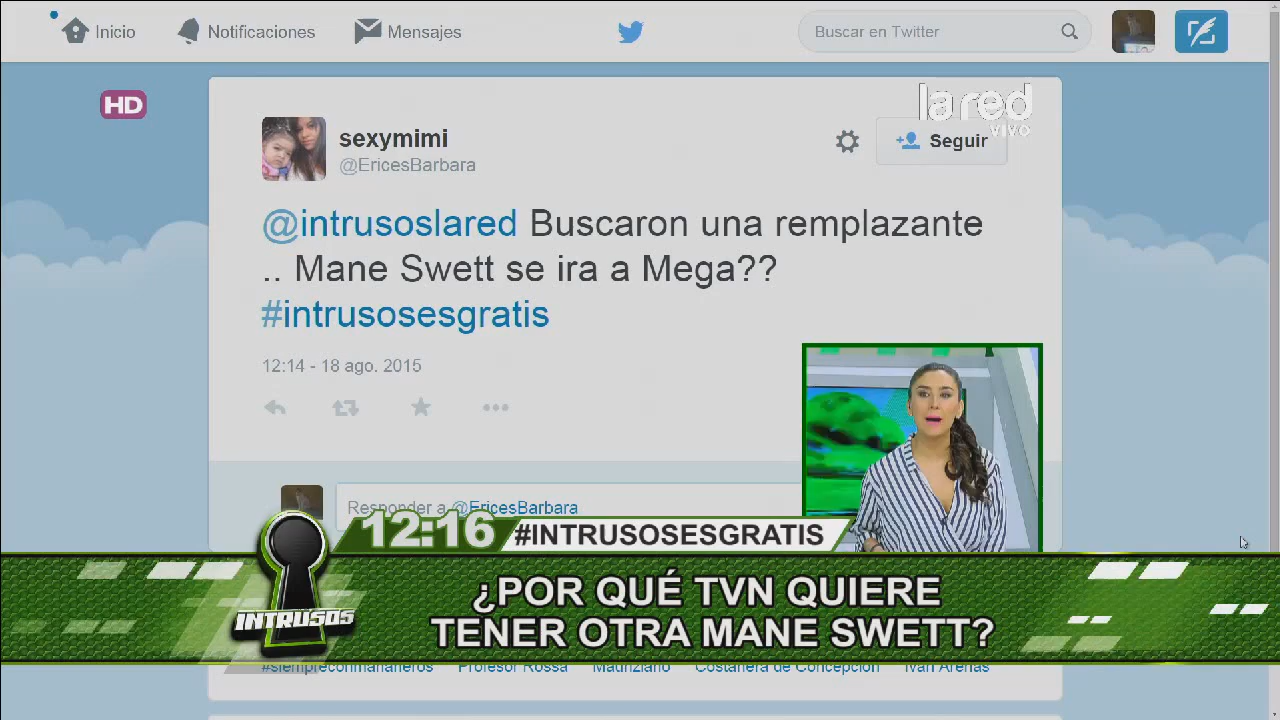 Inicio
Notificaciones
Mensajes
Buscar en Twitter
HD
la red
VIVO
sexymimi
@EricesBarbara
Seguir
@intrusoslared Buscaron una remplazante
.. Mane Swett se ira a Mega??
#intrusosesgratis
12:14 - 18 ago. 2015
Responder a @EricesBarbara
12:16
#INTRUSOSESGRATIS
¿POR QUÉ TVN QUIERE
TENER OTRA MANE SWETT?
INTRUSOS
#siempreconmañaneros Profesor Rossa Madriziano Costanera de Concepción Iván Arenas